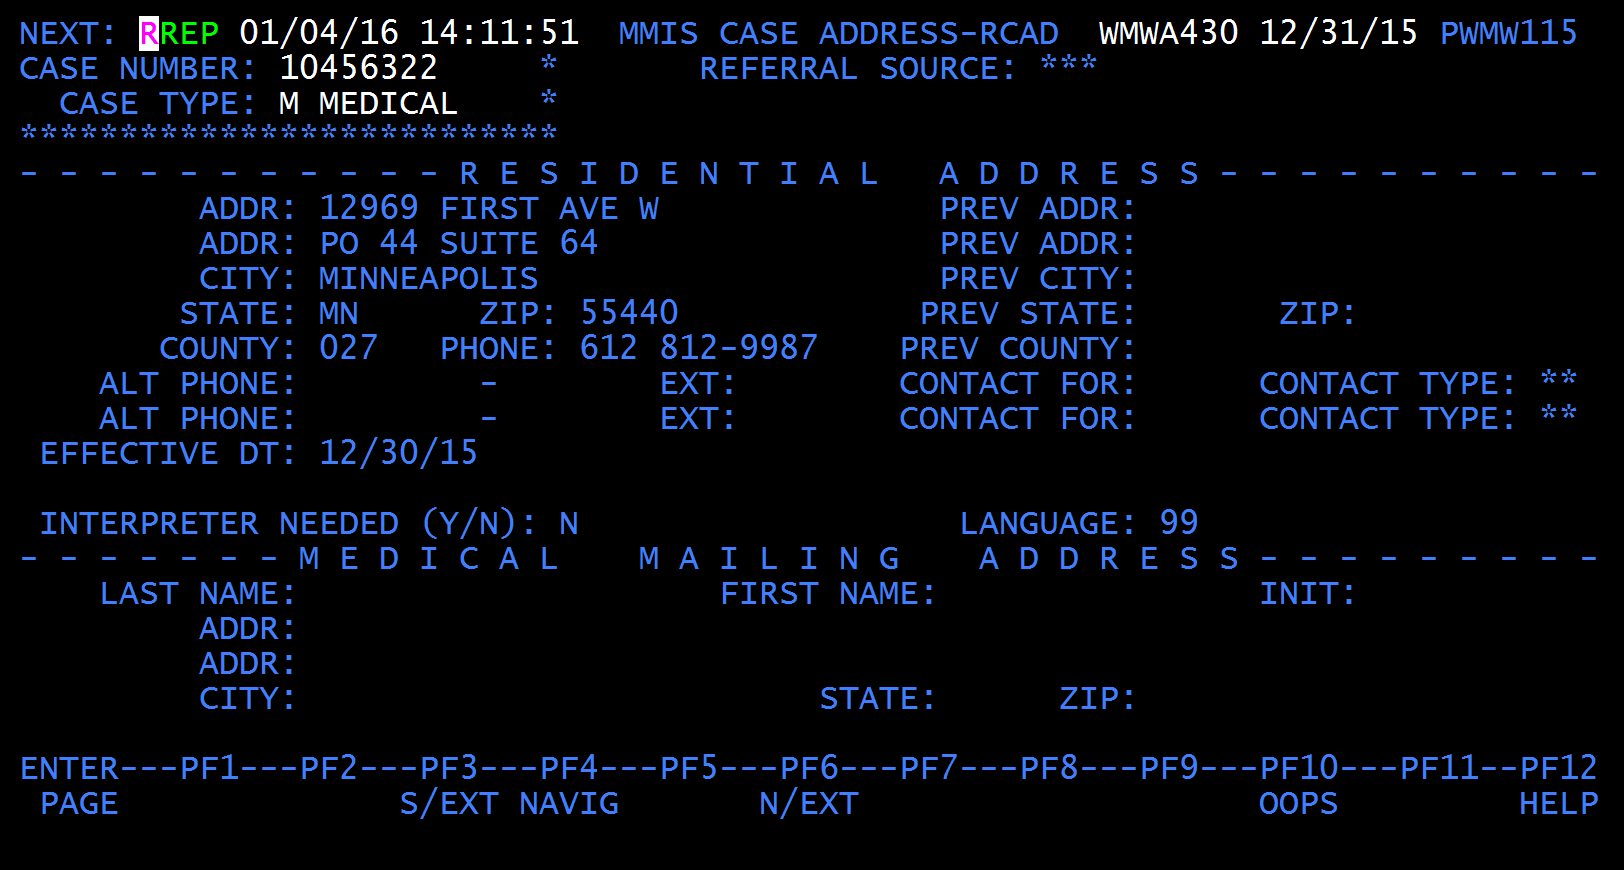 NEXT: RREP 01/04/16 14:11:51 MMIS CASE ADDRESS-RCAD WMWA430 12/31/15 PWMW115
CASE NUMBER: 10456322 * REFERRAL SOURCE: ***
CASE TYPE: M MEDICAL *
***************************
- - - - - - - - - - - R E S I D E N T I A L A D D R E S S - - - - - - - - - -
ADDR: 12969 FIRST AVE W PREV ADDR:
ADDR: PO 44 SUITE 64 PREV ADDR:
CITY: MINNEAPOLIS PREV CITY:
STATE: MN ZIP: 55440 PREV STATE: ZIP:
COUNTY: 027 PHONE: 612 812-9987 PREV COUNTY:
ALT PHONE: - EXT: CONTACT FOR: CONTACT TYPE: **
ALT PHONE: - EXT: CONTACT FOR: CONTACT TYPE: **
EFFECTIVE DT: 12/30/15
INTERPRETER NEEDED (Y/N): N LANGUAGE: 99
- - - - - - - M E D I C A L M A I L I N G A D D R E S S - - - - - - - - -
LAST NAME: FIRST NAME: INIT:
ADDR:
ADDR:
CITY: STATE: ZIP:
ENTER---PF1---PF2---PF3---PF4---PF5---PF6---PF7---PF8---PF9---PF10---PF11--PF12
PAGE S/EXT NAVIG N/EXT OOPS HELP